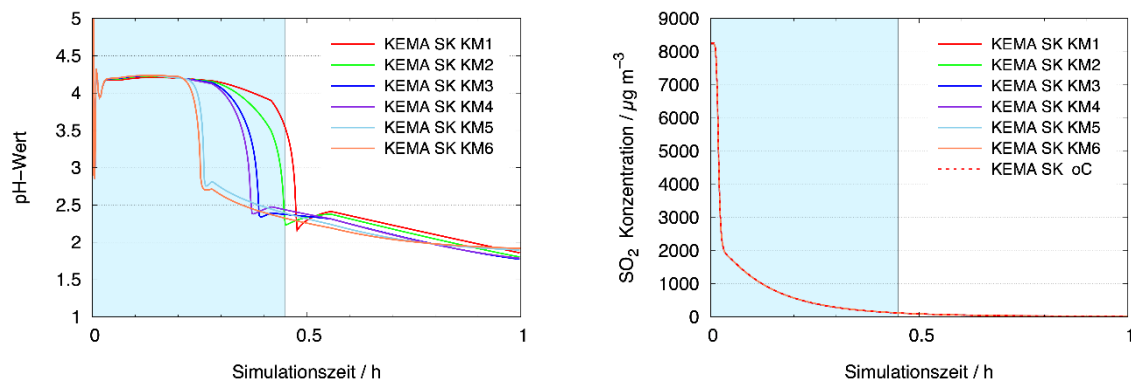 5
4.5
4
3.5
3
2.5
2
1.5
1
0
0.5
1
pH−Wert
Simulationszeit / h
KEMA SK KM1
KEMA SK KM2
KEMA SK KM3
KEMA SK KM4
KEMA SK KM5
KEMA SK KM6
9000
8000
7000
6000
5000
4000
3000
2000
1000
0
0
0.5
1
SO₂ Konzentration / µg m⁻³
Simulationszeit / h
KEMA SK KM1
KEMA SK KM2
KEMA SK KM3
KEMA SK KM4
KEMA SK KM5
KEMA SK KM6
KEMA SK oC